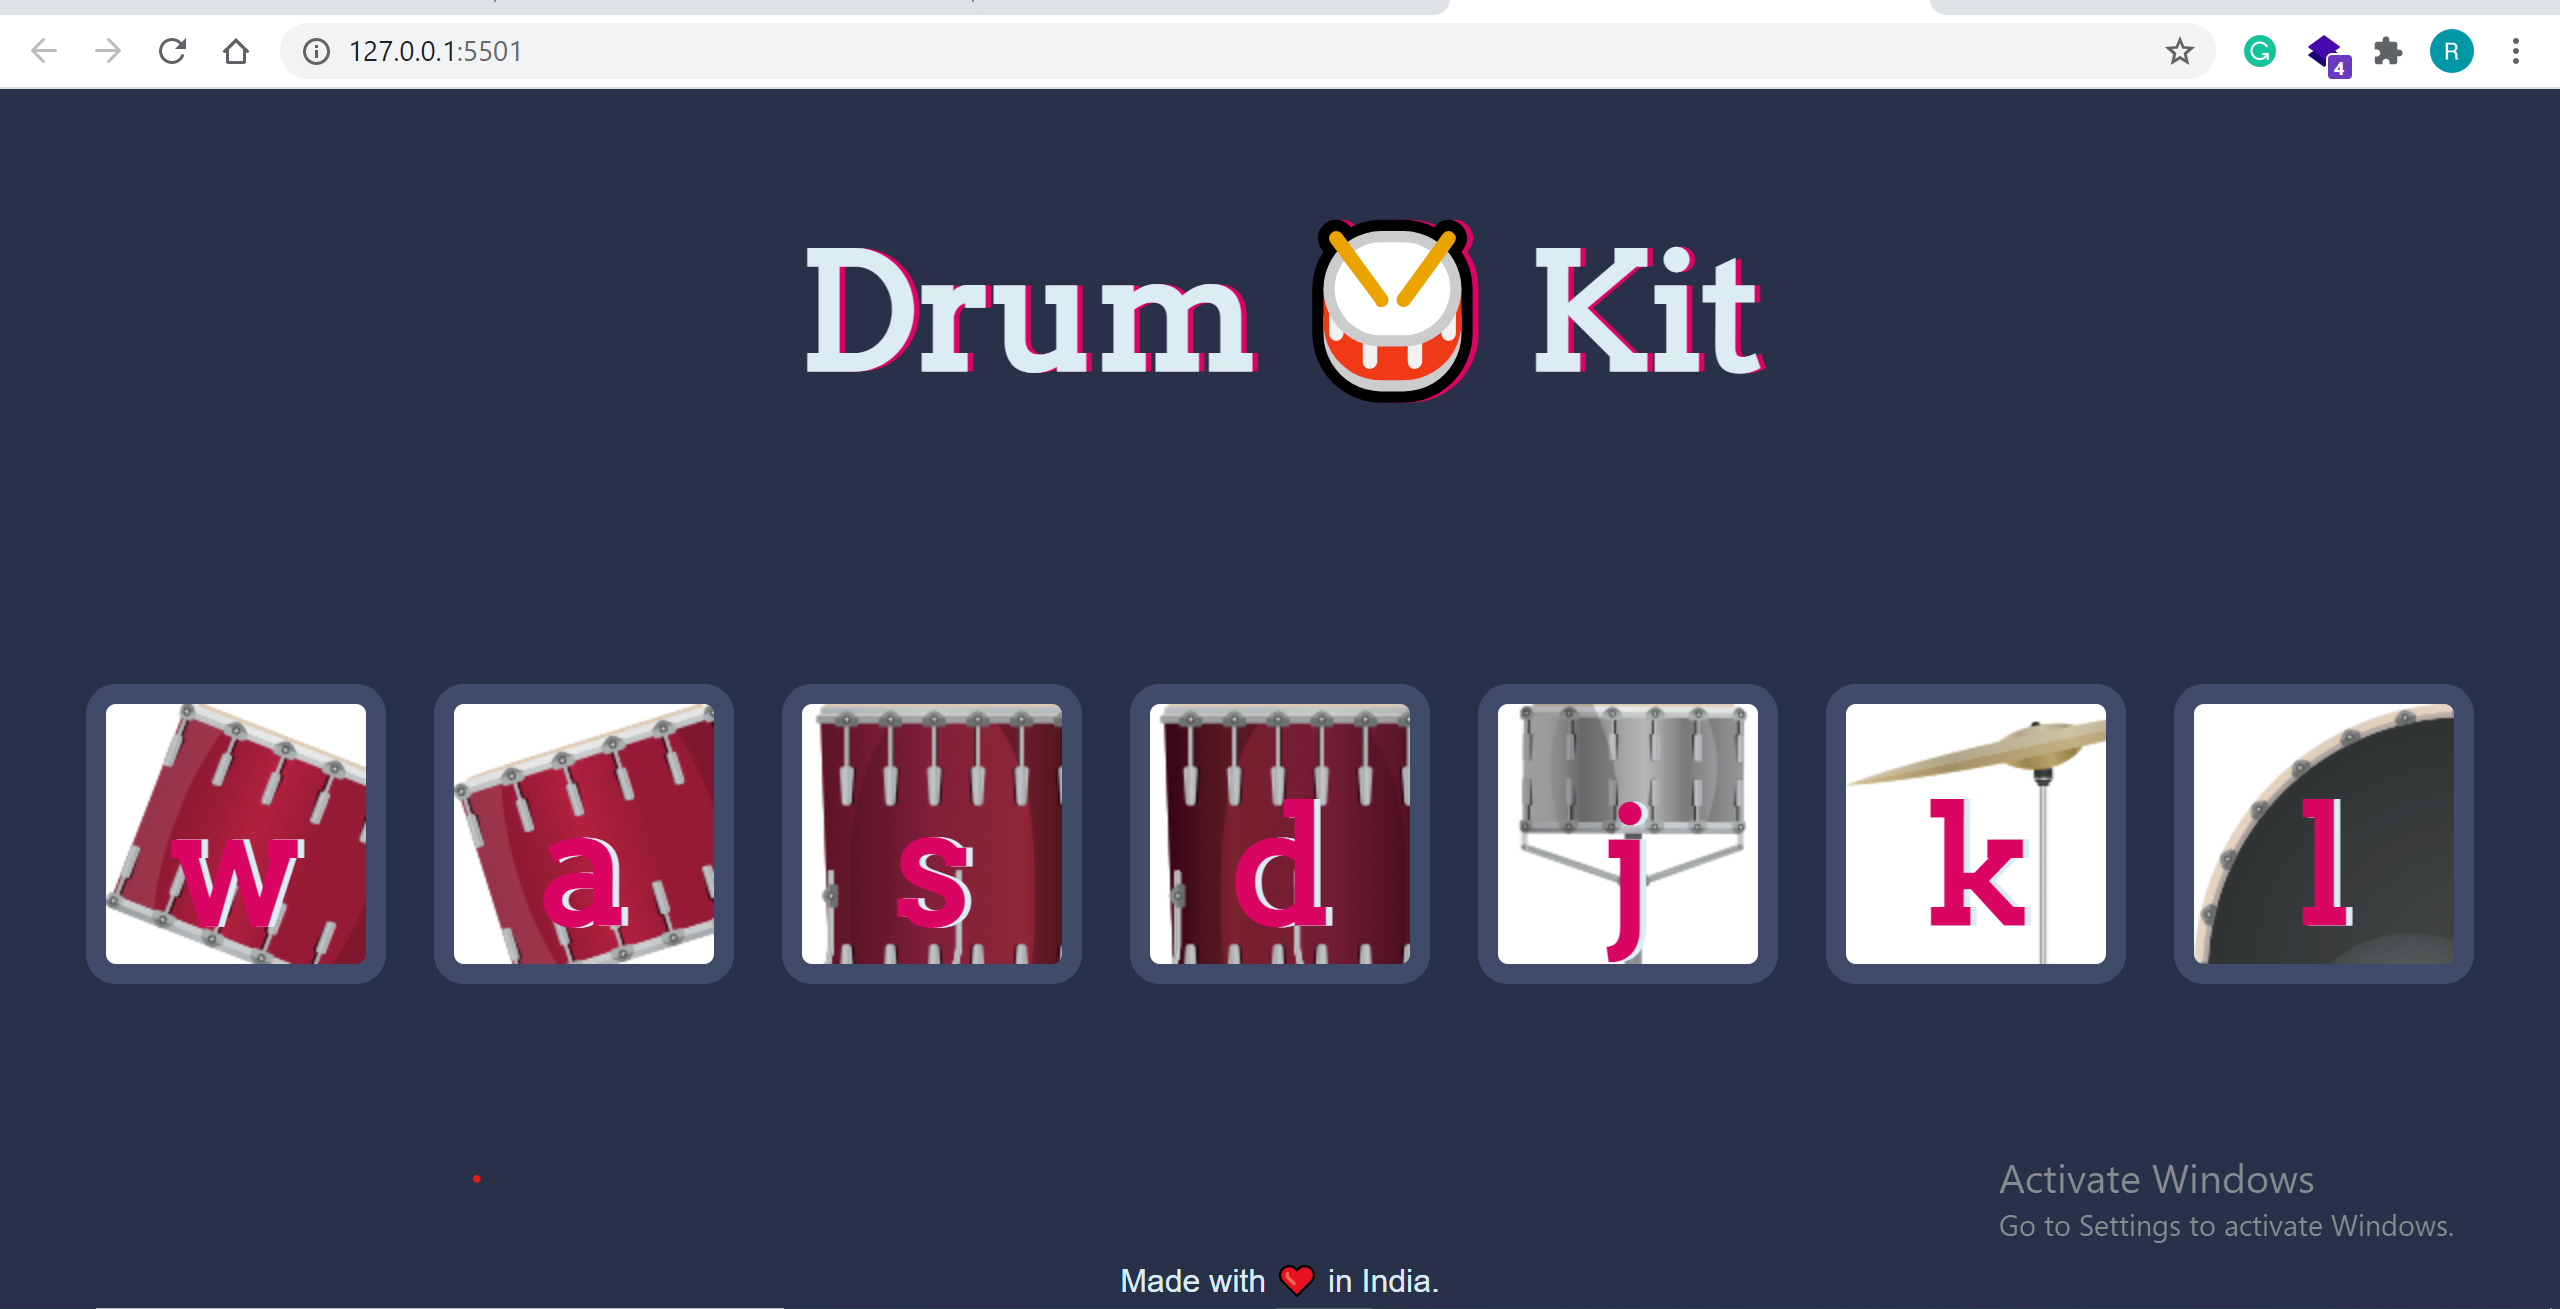 127.0.0.1:5501
4
R
Drum 🥁 Kit
w a s d j k l
Activate Windows
Go to Settings to activate Windows.
Made with ❤️ in India.